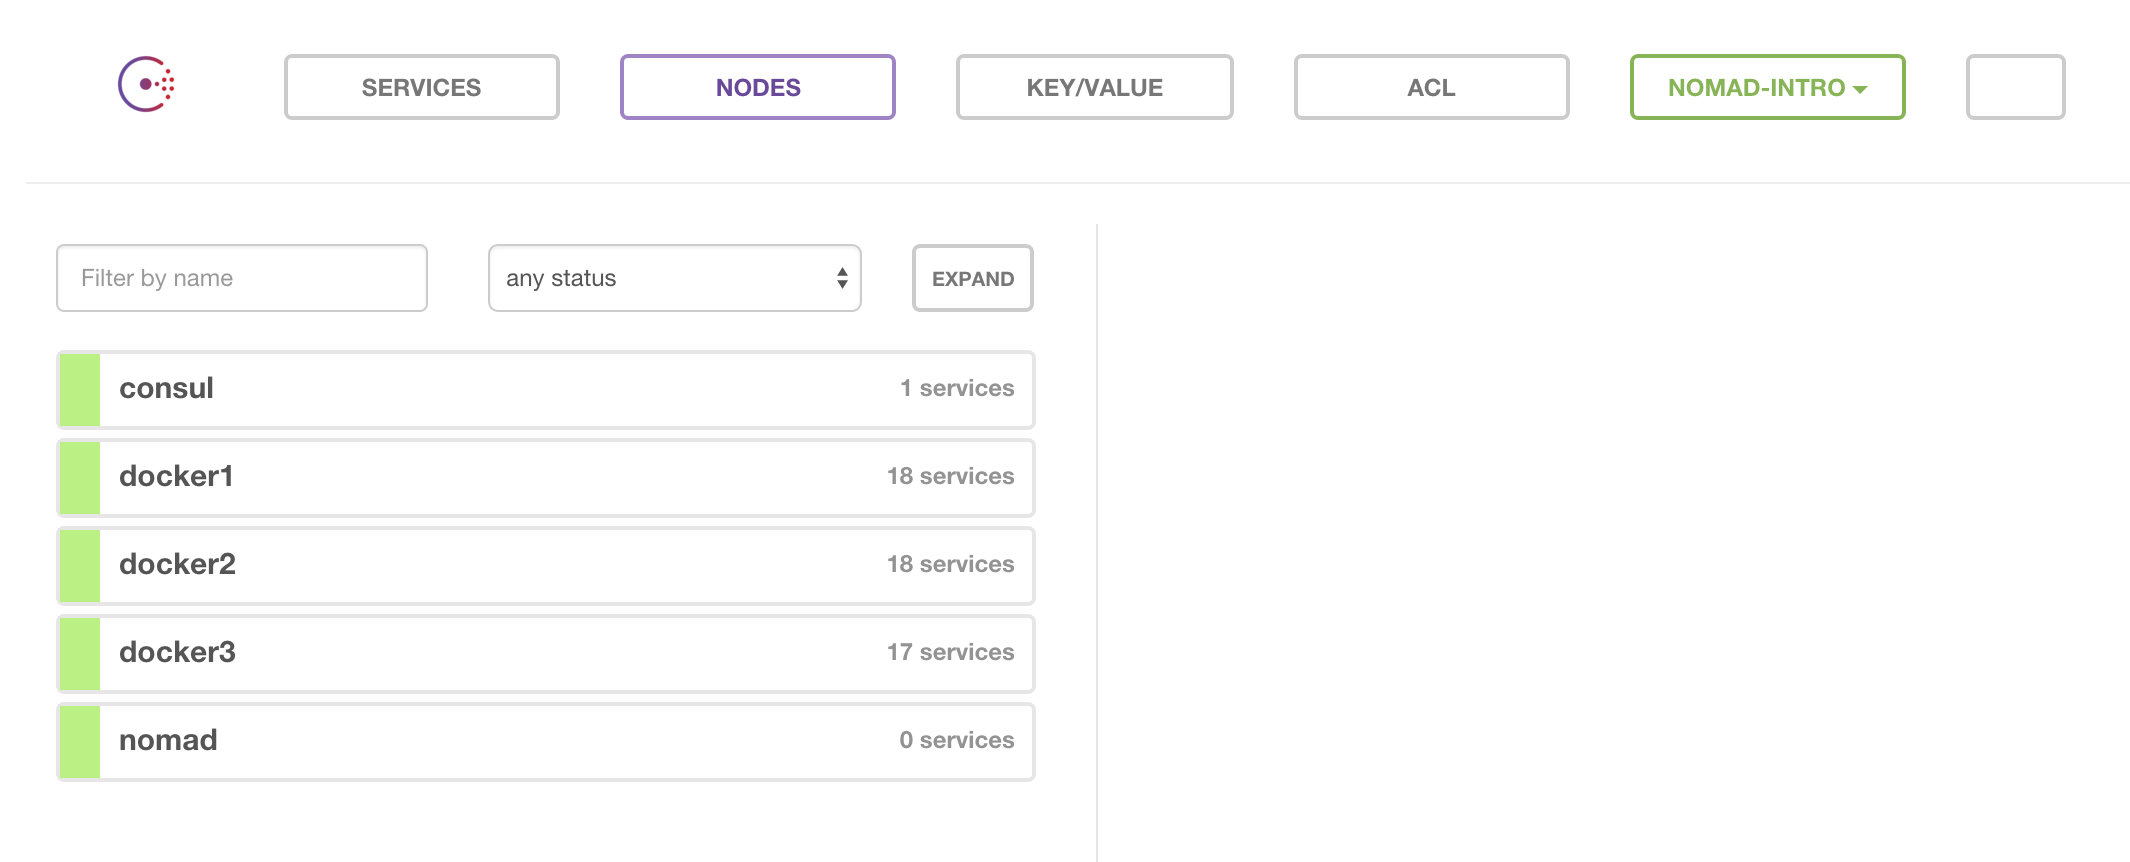 SERVICES NODES KEY/VALUE ACL NOMAD-INTRO
Filter by name any status EXPAND
consul 1 services
docker1 18 services
docker2 18 services
docker3 17 services
nomad 0 services